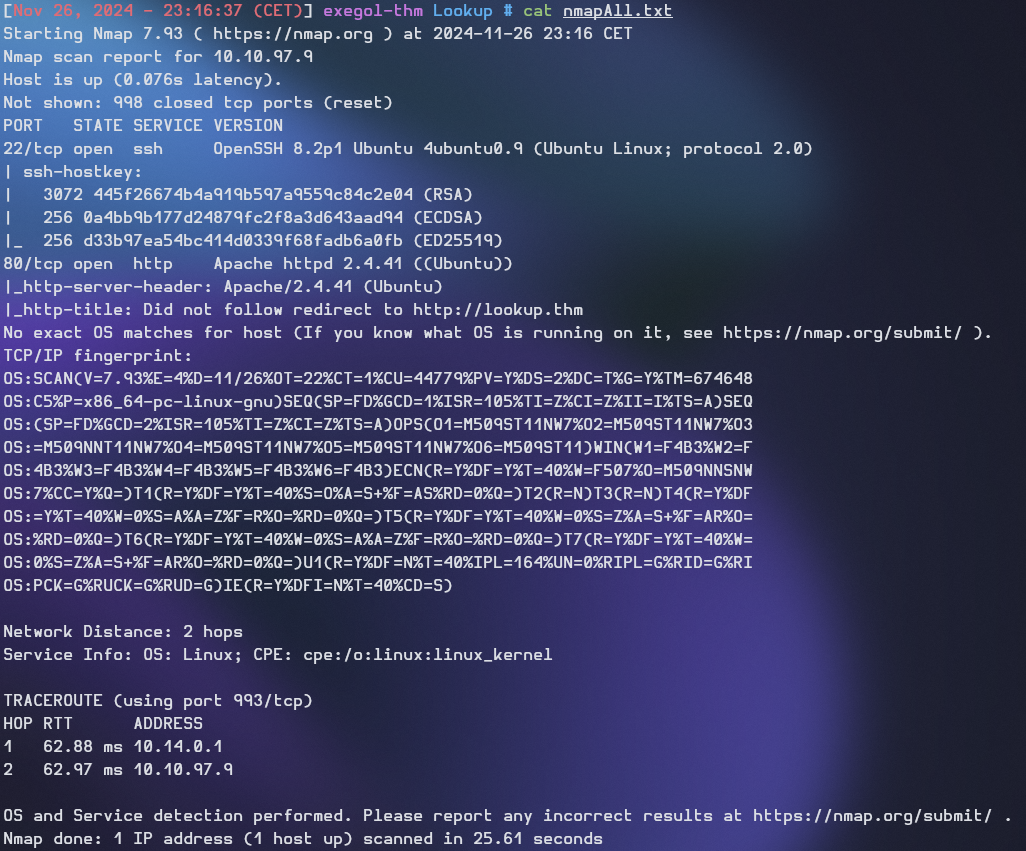 [Nov 26, 2024 - 23:16:37 (CET)] exegol-thm Lookup # cat nmapAll.txt
Starting Nmap 7.93 ( https://nmap.org ) at 2024-11-26 23:16 CET
Nmap scan report for 10.10.97.9
Host is up (0.076s latency).
Not shown: 998 closed tcp ports (reset)
PORT   STATE SERVICE VERSION
22/tcp open  ssh     OpenSSH 8.2p1 Ubuntu 4ubuntu0.9 (Ubuntu Linux; protocol 2.0)
| ssh-hostkey:
|   3072 445f26674b4a919b597a9559c84c2e04 (RSA)
|   256 0a4bb9b177d24879fc2f8a3d643aad94 (ECDSA)
|_  256 d33b97ea54bc414d0339f68fadb6a0fb (ED25519)
80/tcp open  http    Apache httpd 2.4.41 ((Ubuntu))
|_http-server-header: Apache/2.4.41 (Ubuntu)
|_http-title: Did not follow redirect to http://lookup.thm
No exact OS matches for host (If you know what OS is running on it, see https://nmap.org/submit/ ).
TCP/IP fingerprint:
OS:SCAN(V=7.93%E=4%D=11/26%OT=22%CT=1%CU=44779%PV=Y%DS=2%DC=T%G=Y%TM=674648
OS:C5%P=x86_64-pc-linux-gnu)SEQ(SP=FD%GCD=1%ISR=105%TI=Z%CI=Z%II=I%TS=A)SEQ
OS:(SP=FD%GCD=2%ISR=105%TI=Z%CI=Z%TS=A)OPS(O1=M509ST11NW7%O2=M509ST11NW7%O3
OS:=M509NNT11NW7%O4=M509ST11NW7%O5=M509ST11NW7%O6=M509ST11)WIN(W1=F4B3%W2=F
OS:4B3%W3=F4B3%W4=F4B3%W5=F4B3%W6=F4B3)ECN(R=Y%DF=Y%T=40%W=F507%O=M509NNSNW
OS:7%CC=Y%Q=)T1(R=Y%DF=Y%T=40%S=O%A=S+%F=AS%RD=0%Q=)T2(R=N)T3(R=N)T4(R=Y%DF
OS:=Y%T=40%W=0%S=A%A=Z%F=R%O=%RD=0%Q=)T5(R=Y%DF=Y%T=40%W=0%S=Z%A=S+%F=AR%O=
OS:%RD=0%Q=)T6(R=Y%DF=Y%T=40%W=0%S=A%A=Z%F=R%O=%RD=0%Q=)T7(R=Y%DF=Y%T=40%W=
OS:0%S=Z%A=S+%F=AR%O=%RD=0%Q=)U1(R=Y%DF=N%T=40%IPL=164%UN=0%RIPL=G%RID=G%RI
OS:PCK=G%RUCK=G%RUD=G)IE(R=Y%DFI=N%T=40%CD=S)
Network Distance: 2 hops
Service Info: OS: Linux; CPE: cpe:/o:linux:linux_kernel
TRACEROUTE (using port 993/tcp)
HOP RTT      ADDRESS
1   62.88 ms 10.14.0.1
2   62.97 ms 10.10.97.9
OS and Service detection performed. Please report any incorrect results at https://nmap.org/submit/ .
Nmap done: 1 IP address (1 host up) scanned in 25.61 seconds